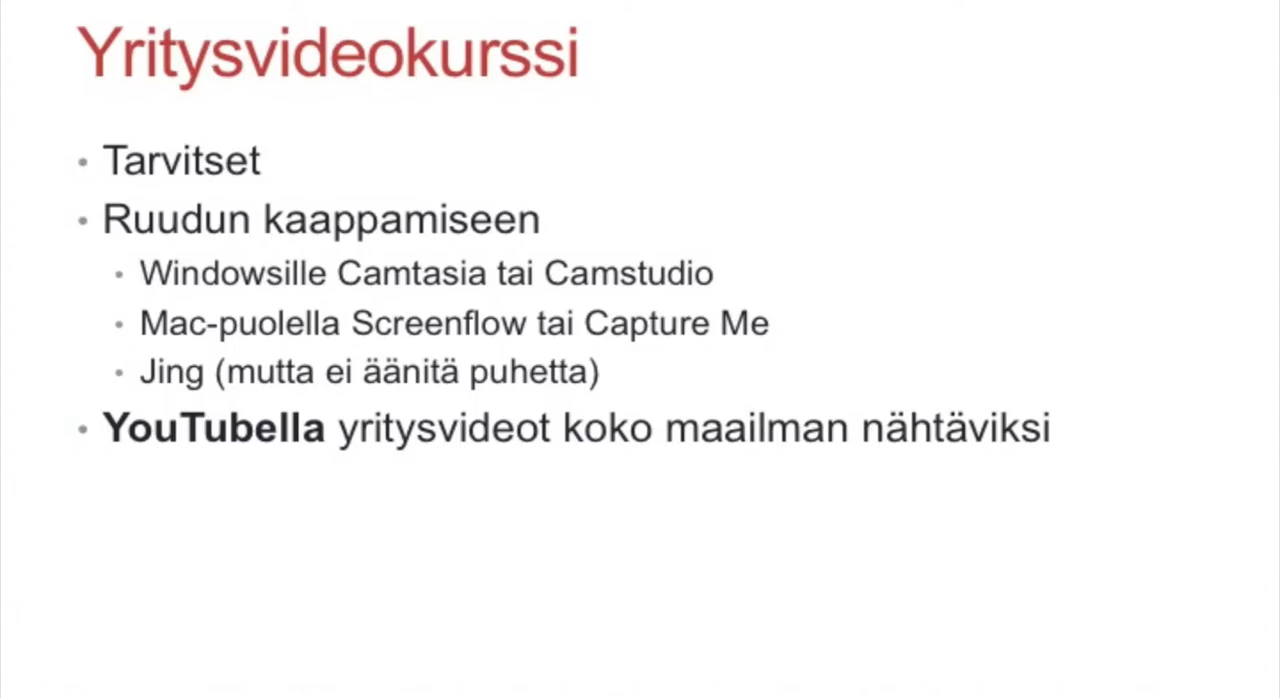 Yritysvideokurssi
• Tarvitset
• Ruudun kaappamiseen
• Windowsille Camtasia tai Camstudio
• Mac-puolella Screenflow tai Capture Me
• Jing (mutta ei äänitä puhetta)
• YouTubella yritysvideot koko maailman nähtäviksi